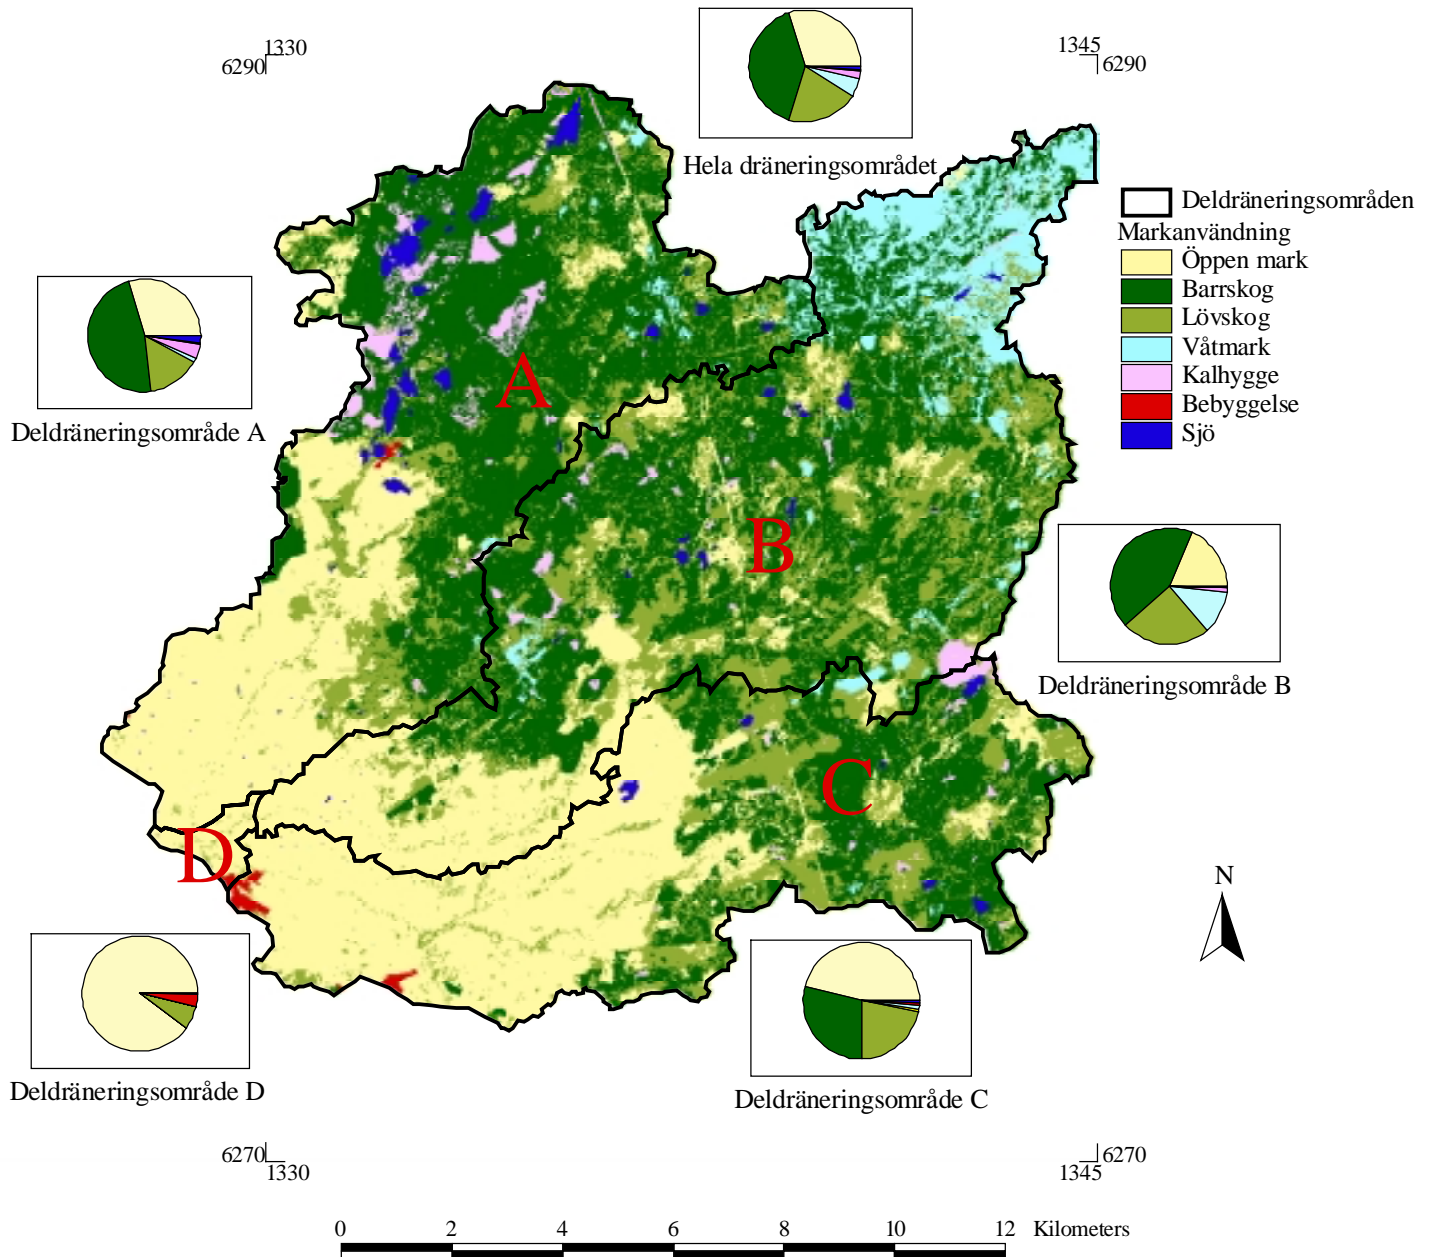 1330
6290
1345
6290
Hela dräneringsområdet
Deldräneringsområden
Markanvändning
Öppen mark
Barrskog
Lövskog
Våtmark
Kalhygge
Bebyggelse
Sjö
A
Deldräneringsområde A
B
Deldräneringsområde B
C
D
N
Deldräneringsområde D
Deldräneringsområde C
6270
1330
1345
6270
0 2 4 6 8 10 12 Kilometers